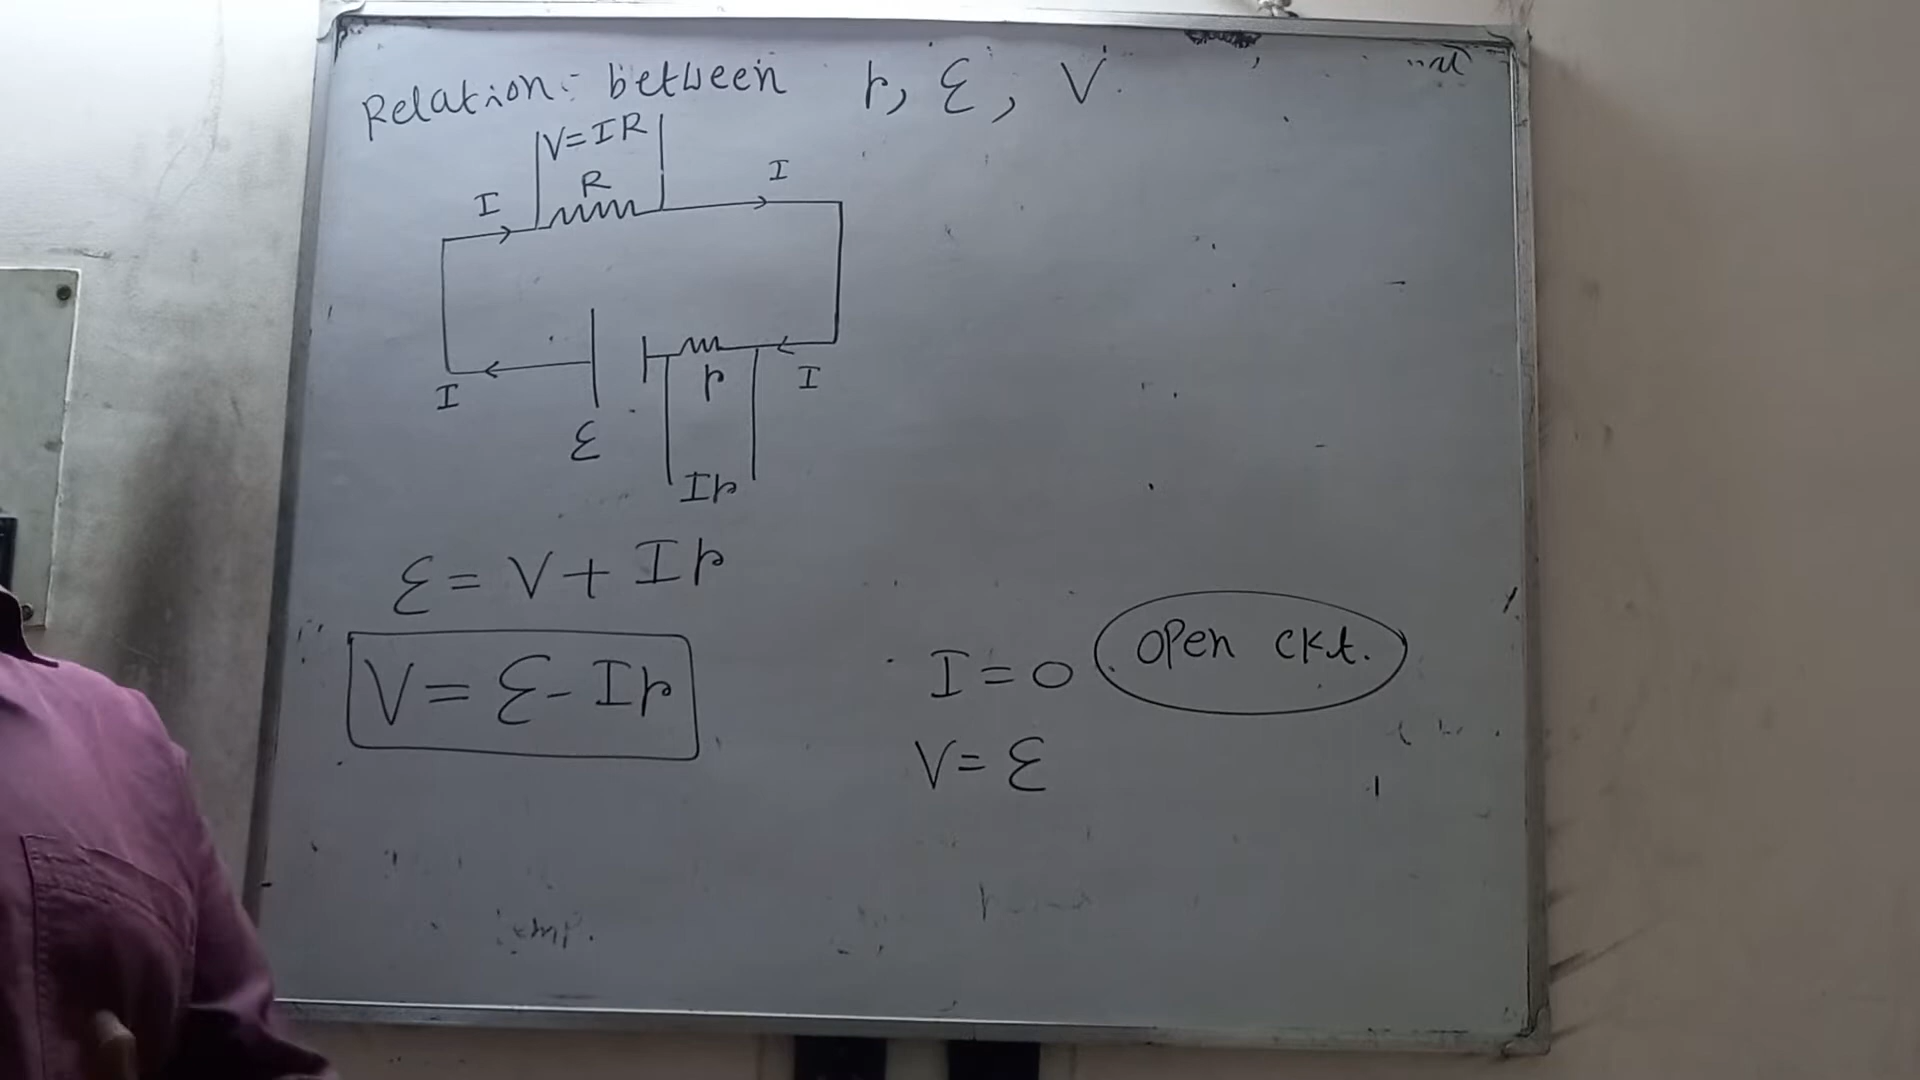 Relation: between r, ε, V.
V=IR
R
I
I
I
r
I
ε
Ir
ε = V + Ir
V = ε - Ir
I = 0 open ckt.
V = ε